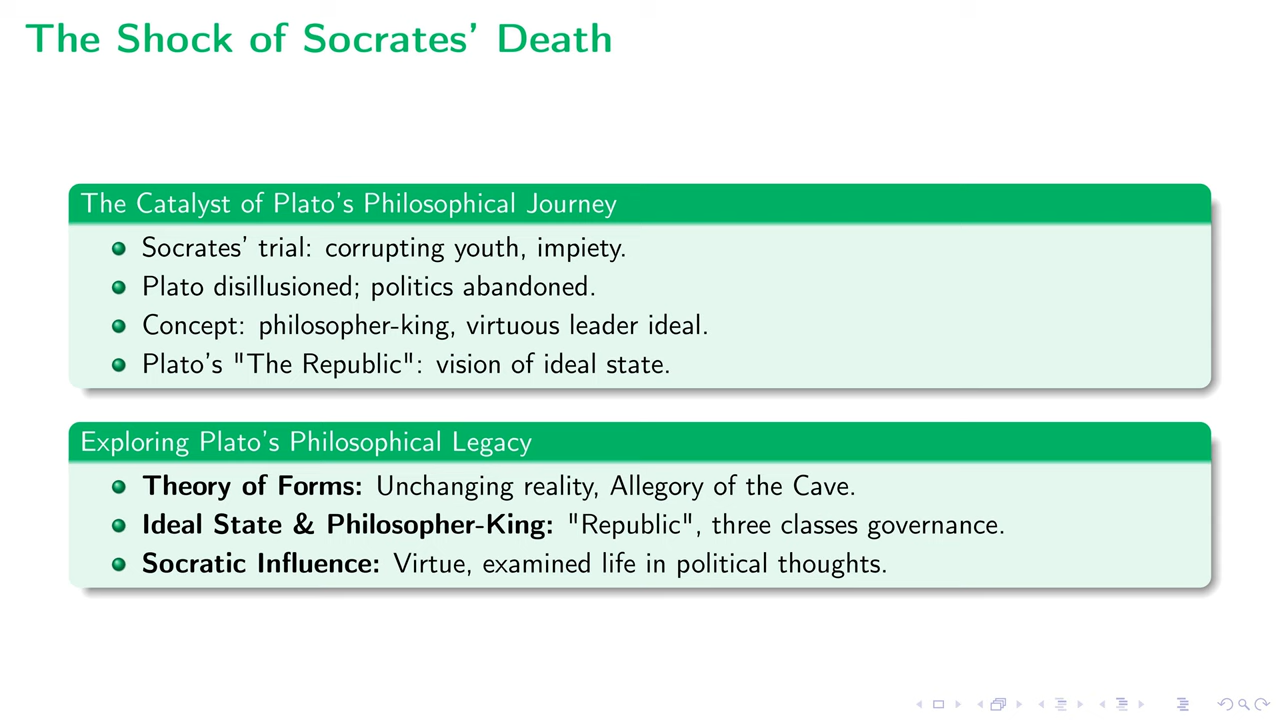 The Shock of Socrates’ Death
The Catalyst of Plato’s Philosophical Journey
Socrates’ trial: corrupting youth, impiety.
Plato disillusioned; politics abandoned.
Concept: philosopher-king, virtuous leader ideal.
Plato’s "The Republic": vision of ideal state.
Exploring Plato’s Philosophical Legacy
Theory of Forms: Unchanging reality, Allegory of the Cave.
Ideal State & Philosopher-King: "Republic", three classes governance.
Socratic Influence: Virtue, examined life in political thoughts.